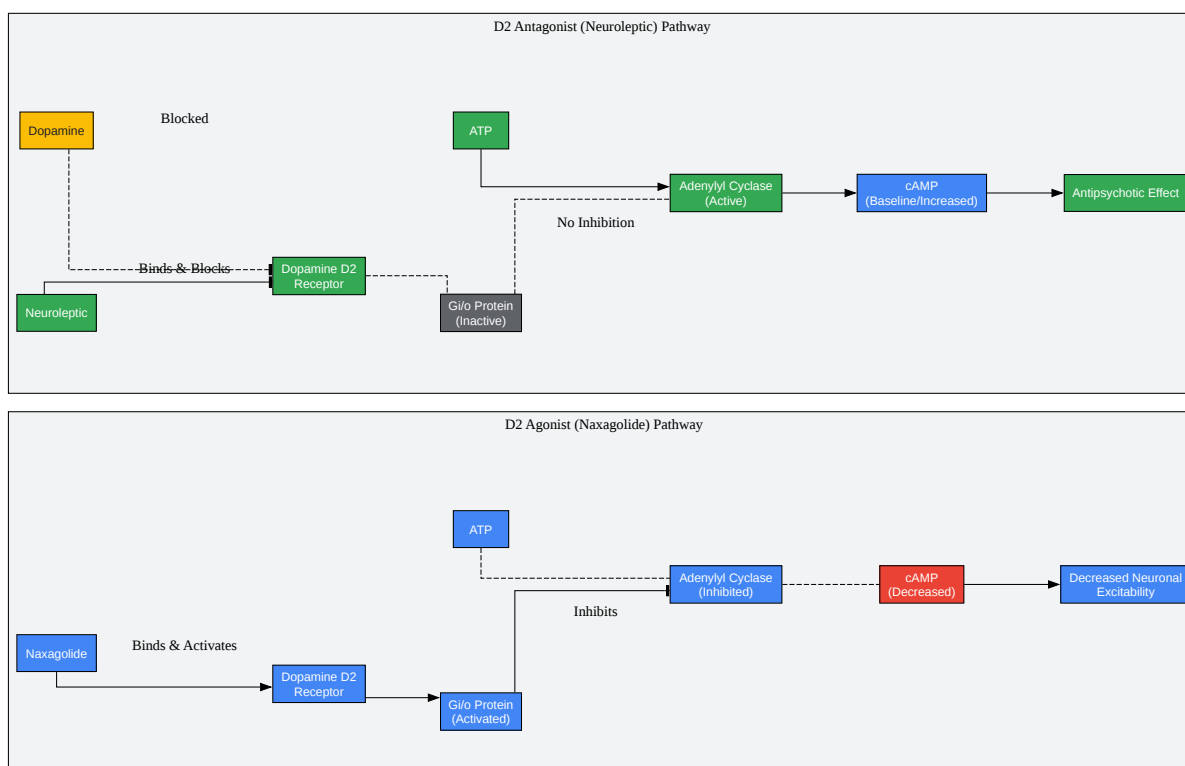 D2 Antagonist (Neuroleptic) Pathway
Dopamine
Blocked
ATP
Adenylyl Cyclase
(Active)
cAMP
(Baseline/Increased)
Antipsychotic Effect
No Inhibition
Binds & Blocks
Dopamine D2
Receptor
Neuroleptic
Gi/o Protein
(Inactive)
D2 Agonist (Naxagolide) Pathway
ATP
Adenylyl Cyclase
(Inhibited)
cAMP
(Decreased)
Decreased Neuronal
Excitability
Inhibits
Naxagolide
Binds & Activates
Dopamine D2
Receptor
Gi/o Protein
(Activated)